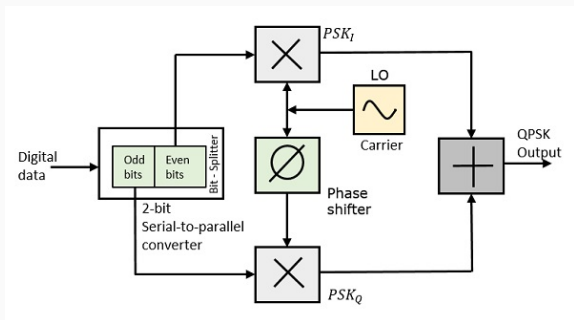 PSK_I
LO
Carrier
Digital
data
Odd
bits
Even
bits
Bit - Splitter
2-bit
Serial-to-parallel
converter
Phase
shifter
QPSK
Output
PSK_Q